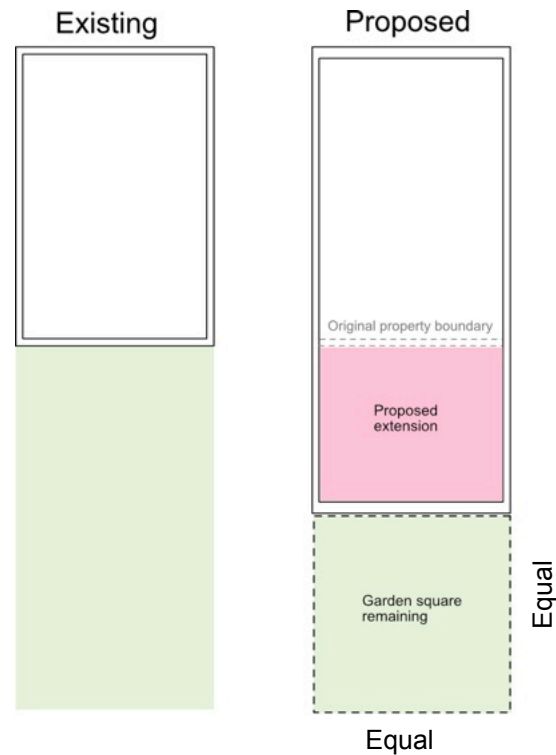 Existing
Proposed
Original property boundary
Proposed
extension
Garden square
remaining
Equal
Equal